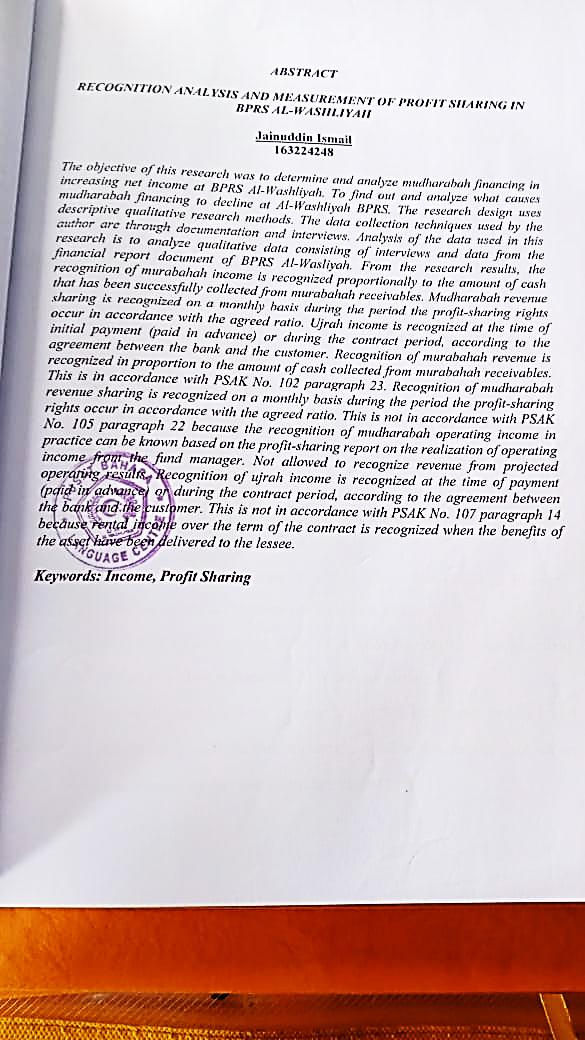 ABSTRACT
RECOGNITION ANALYSIS AND MEASUREMENT OF PROFIT SHARING IN
BPRS AL-WASHLIYAH
Jainuddin Ismail
163224248
The objective of this research was to determine and analyze mudharabah financing in
increasing net income at BPRS Al-Washliyah. To find out and analyze what causes
mudharabah financing to decline at Al-Washliyah BPRS. The research design uses
descriptive qualitative research methods. The data collection techniques used by the
author are through documentation and interviews. Analysis of the data used in this
research is to analyze qualitative data consisting of interviews and data from the
financial report document of BPRS Al-Wasliyah. From the research results, the
recognition of murabahah income is recognized proportionally to the amount of cash
that has been successfully collected from murabahah receivables. Mudharabah revenue
sharing is recognized on a monthly basis during the period the profit-sharing rights
occur in accordance with the agreed ratio. Ujrah income is recognized at the time of
initial payment (paid in advance) or during the contract period, according to the
agreement between the bank and the customer. Recognition of murabahah revenue is
recognized in proportion to the amount of cash collected from murabahah receivables.
This is in accordance with PSAK No. 102 paragraph 23. Recognition of mudharabah
revenue sharing is recognized on a monthly basis during the period the profit-sharing
rights occur in accordance with the agreed ratio. This is not in accordance with PSAK
No. 105 paragraph 22 because the recognition of mudharabah operating income in
practice can be known based on the profit-sharing report on the realization of operating
income from the fund manager. Not allowed to recognize revenue from projected
operating results. Recognition of ujrah income is recognized at the time of payment
(paid in advance) or during the contract period, according to the agreement between
the bank and the customer. This is not in accordance with PSAK No. 107 paragraph 14
because rental income over the term of the contract is recognized when the benefits of
the asset have been delivered to the lessee.
Keywords: Income, Profit Sharing
PUSAT BAHASA
LANGUAGE CENTER